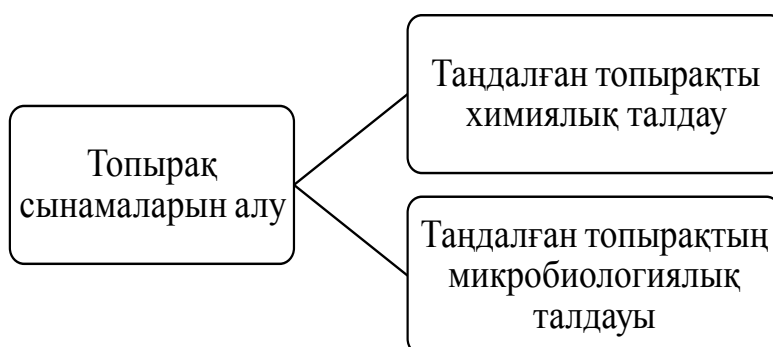 Топырақ
сынамаларын алу
Таңдалған топырақты
химиялық талдау
Таңдалған топырақтың
микробиологиялық
талдауы